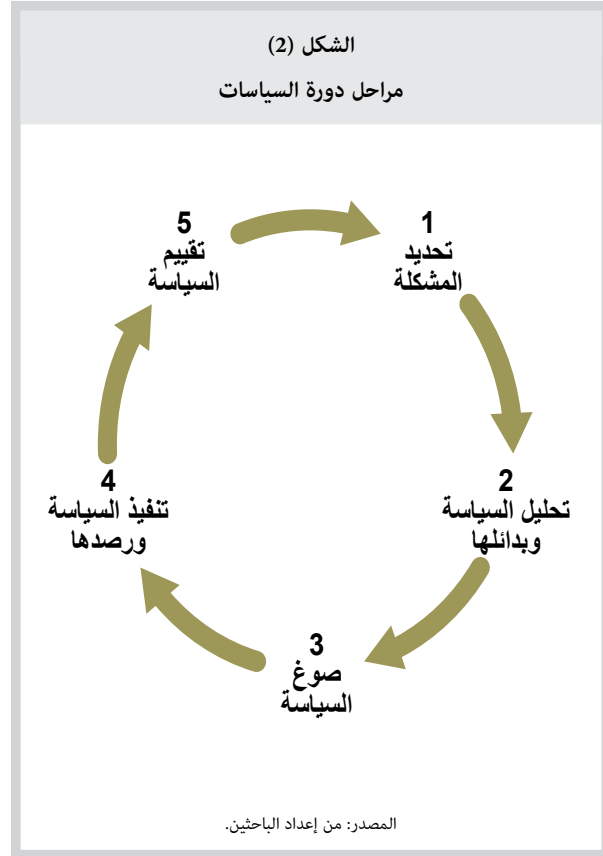 الشكل (2)
مراحل دورة السياسات
1
تحديد
المشكلة
2
تحليل السياسة
وبدائلها
3
صوغ
السياسة
4
تنفيذ السياسة
ورصدها
5
تقييم
السياسة
المصدر: من إعداد الباحثين.